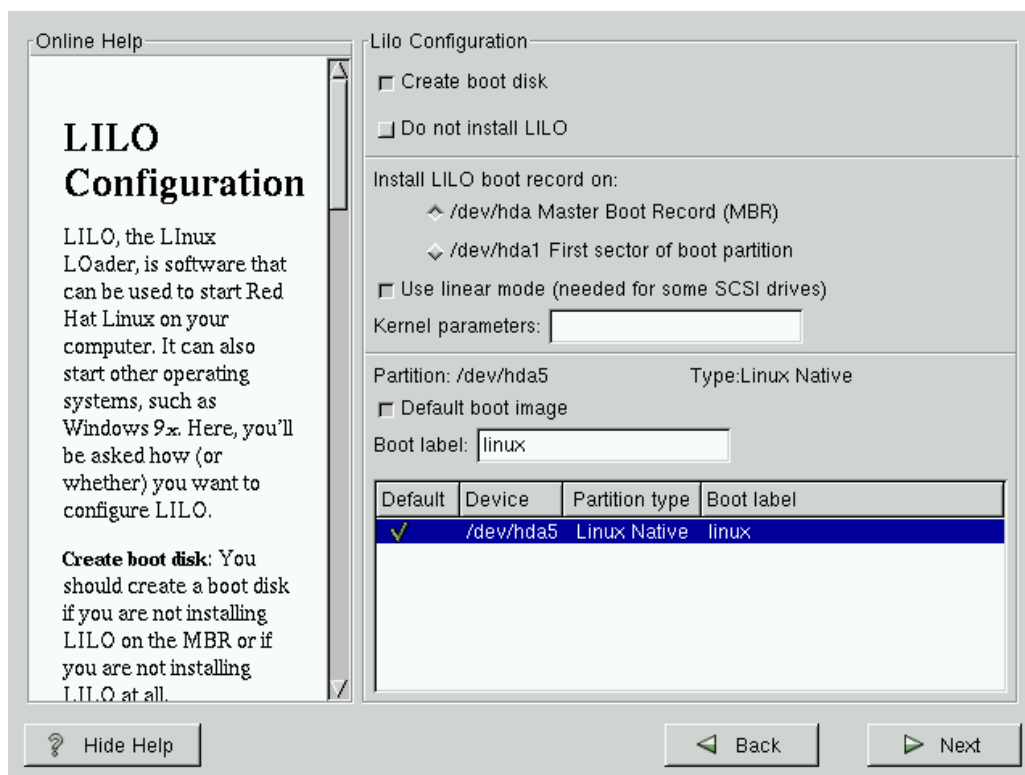 Online Help
LILO
Configuration
LILO, the LInux
LOader, is software that
can be used to start Red
Hat Linux on your
computer. It can also
start other operating
systems, such as
Windows 9x. Here, you'll
be asked how (or
whether) you want to
configure LILO.
Create boot disk: You
should create a boot disk
if you are not installing
LILO on the MBR or if
you are not installing
LILO at all.
Lilo Configuration
Create boot disk
Do not install LILO
Install LILO boot record on:
/dev/hda Master Boot Record (MBR)
/dev/hda1 First sector of boot partition
Use linear mode (needed for some SCSI drives)
Kernel parameters:
Partition: /dev/hda5 Type:Linux Native
Default boot image
Boot label: linux
Default Device Partition type Boot label
/dev/hda5 Linux Native linux
Hide Help Back Next